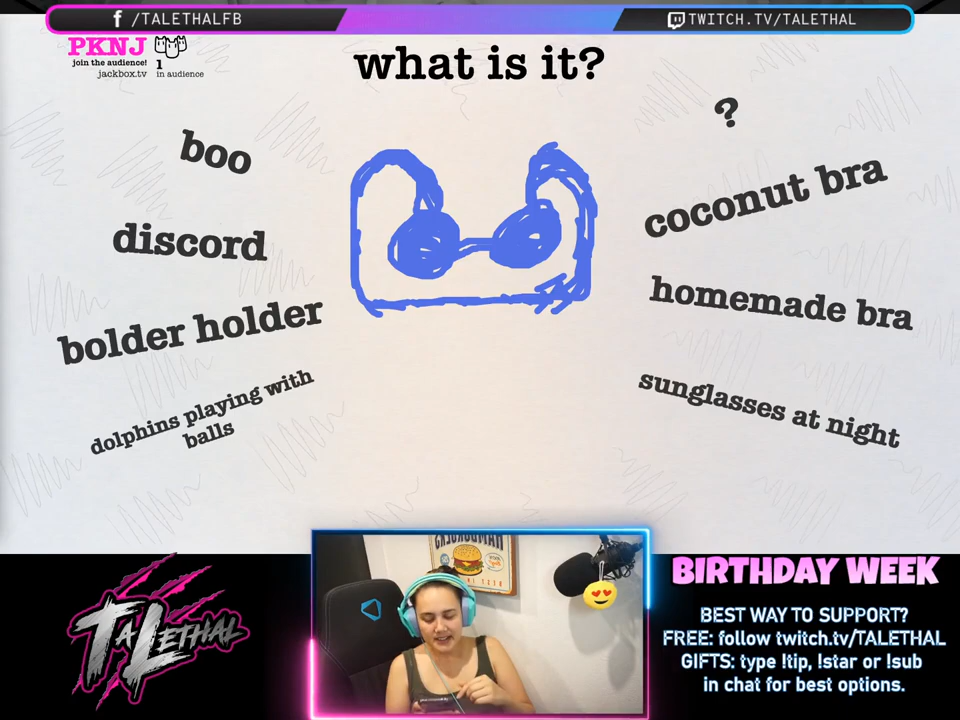 /TALETHALFB
TWITCH.TV/TALETHAL
PKNJ
join the audience!
jackbox.tv
1
in audience
what is it?
boo
discord
bolder holder
dolphins playing with
balls
?
coconut bra
homemade bra
sunglasses at night
TALETHAL
BIRTHDAY WEEK
BEST WAY TO SUPPORT?
FREE: follow twitch.tv/TALETHAL
GIFTS: type !tip, !star or !sub
in chat for best options.